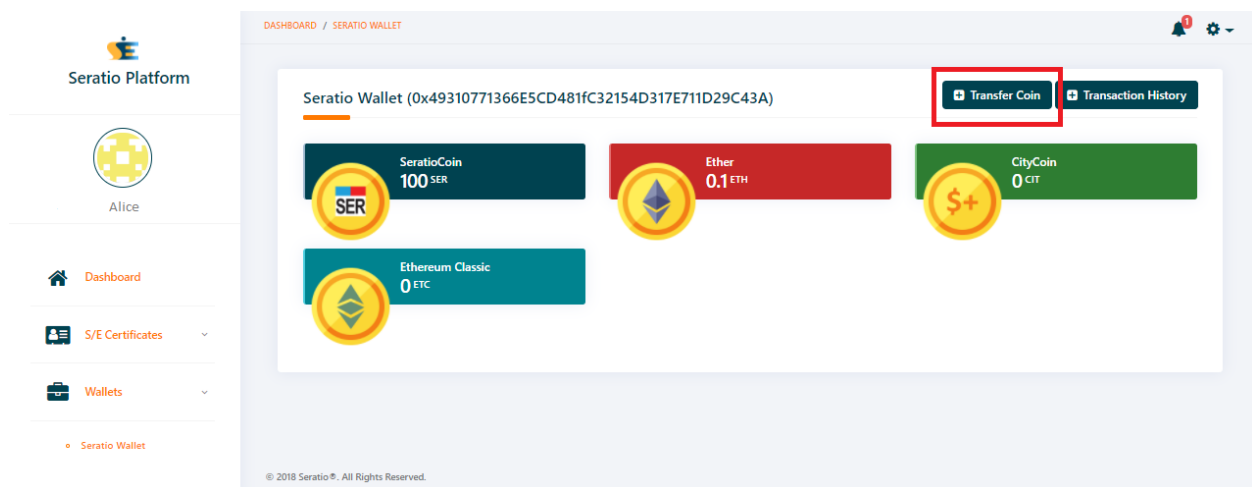 DASHBOARD / SERATIO WALLET
1
SE
Seratio Platform
Alice
Dashboard
S/E Certificates
Wallets
Seratio Wallet
Seratio Wallet (0x49310771366E5CD481fC32154D317E711D29C43A)
Transfer Coin
Transaction History
SER
SeratioCoin
100 SER
Ether
0.1 ETH
$+
CityCoin
0 CIT
Ethereum Classic
0 ETC
© 2018 Seratio®. All Rights Reserved.